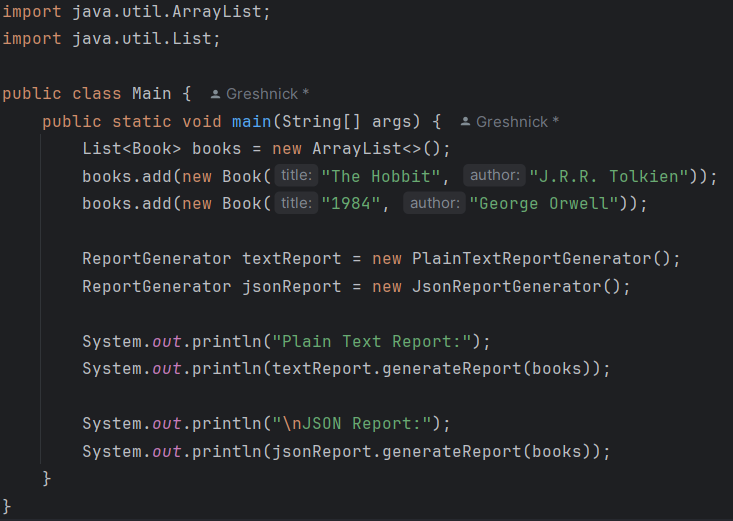 import java.util.ArrayList;
import java.util.List;
public class Main { Greshnick *
public static void main(String[] args) { Greshnick *
List<Book> books = new ArrayList<>();
books.add(new Book( title: "The Hobbit", author: "J.R.R. Tolkien"));
books.add(new Book( title: "1984", author: "George Orwell"));
ReportGenerator textReport = new PlainTextReportGenerator();
ReportGenerator jsonReport = new JsonReportGenerator();
System.out.println("Plain Text Report:");
System.out.println(textReport.generateReport(books));
System.out.println("\nJSON Report:");
System.out.println(jsonReport.generateReport(books));
}
}